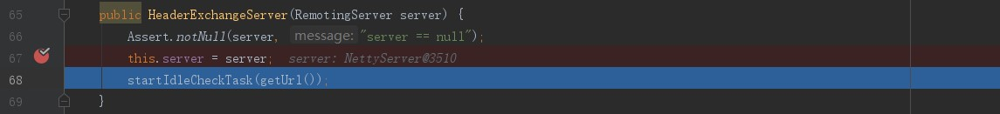 65 public HeaderExchangeServer(RemotingServer server) {
66 Assert.notNull(server, message: "server == null");
67 this.server = server; server: NettyServer@3510
68 startIdleCheckTask(getUrl());
69 }